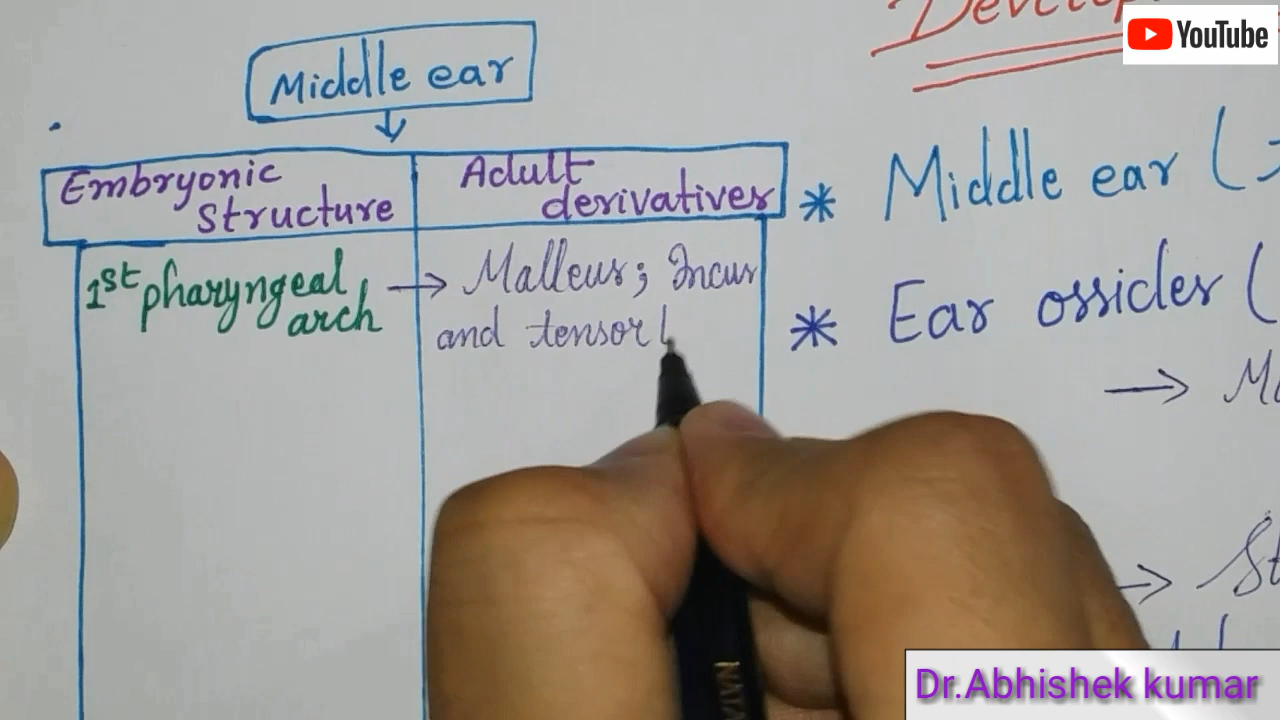 Middle ear
Embryonic
Structure
Adult
derivatives
1st pharyngeal
arch
→ Malleus; Incus
and tensor
* Middle ear (
* Ear ossicles (
→
→
YouTube
NATA
Dr.Abhishek kumar